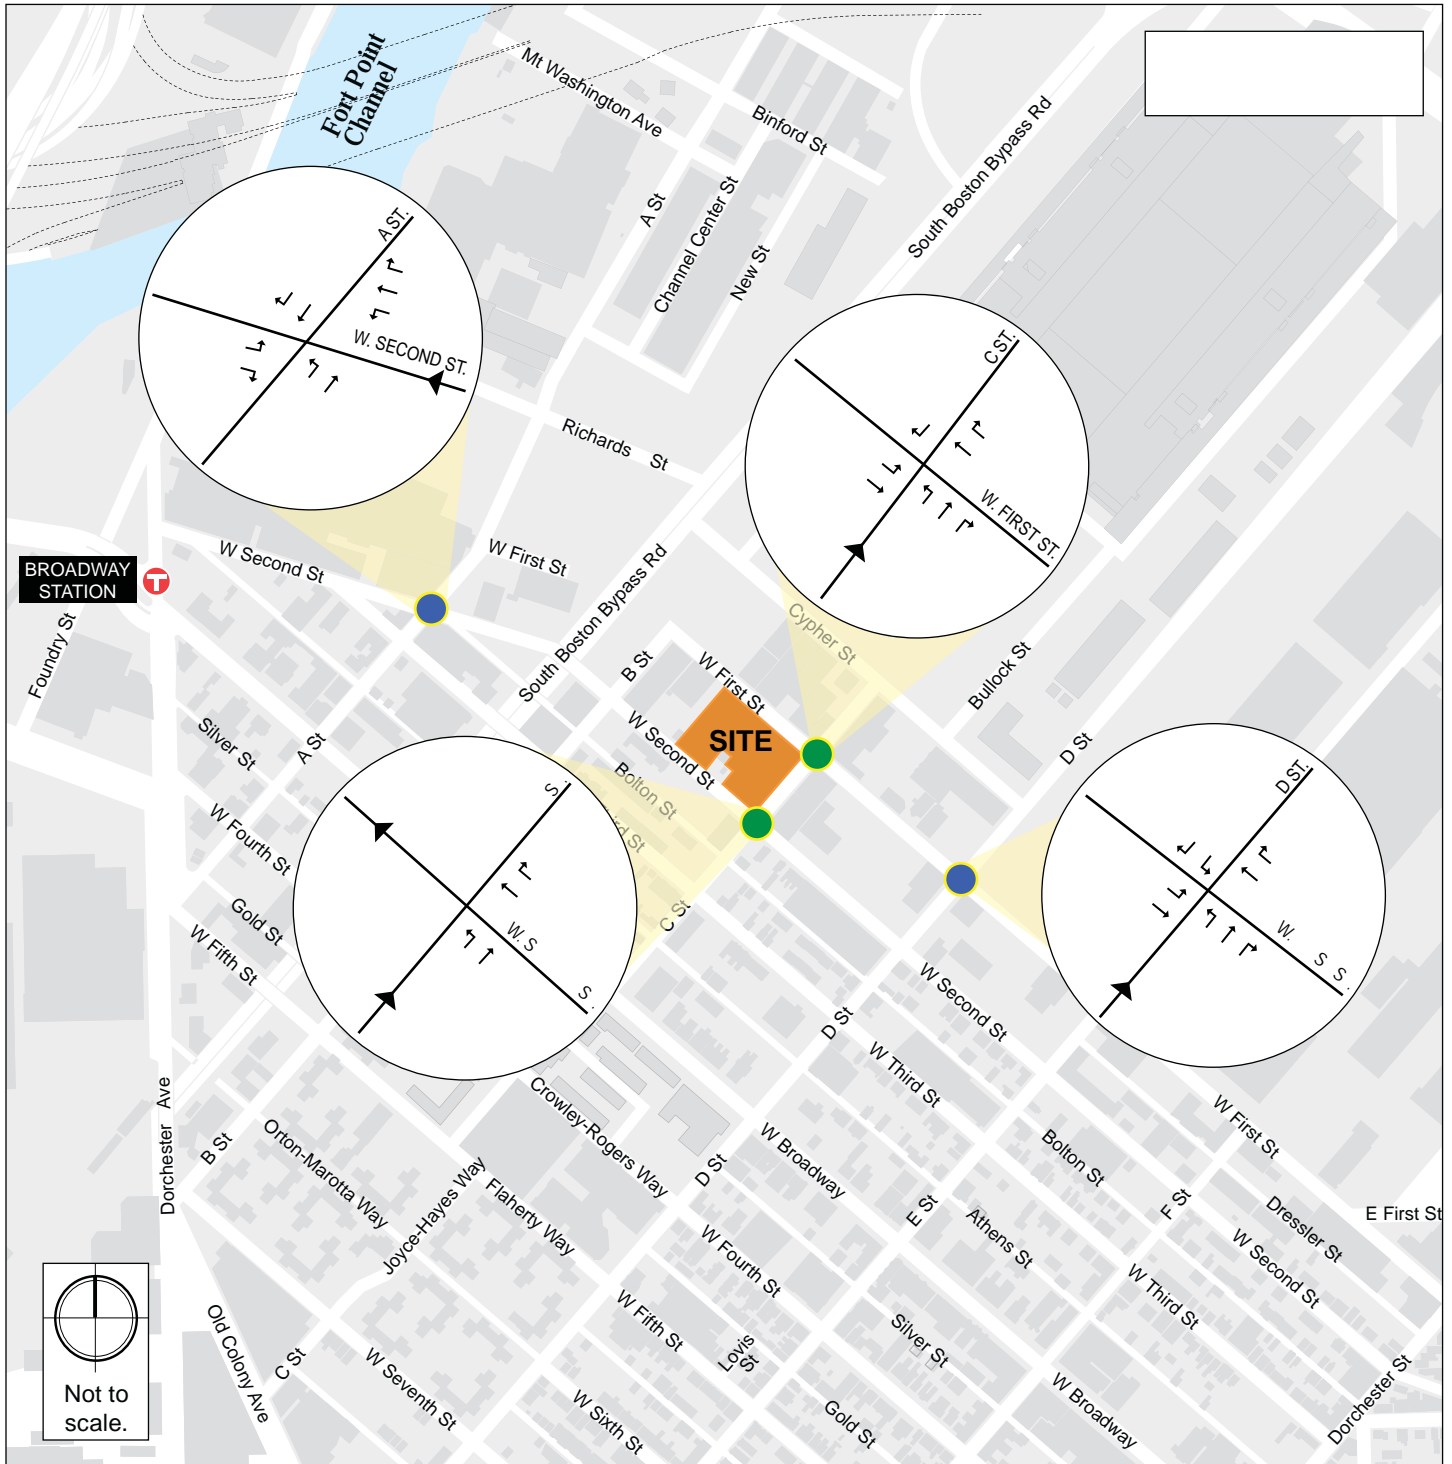 Fort Point
Channel
Mt Washington Ave
Binford St
South Boston Bypass Rd
A St
Channel Center St
New St
A ST.
W. SECOND ST.
C ST.
W. FIRST ST.
Richards St
W Second St
W First St
BROADWAY
STATION
T
Foundry St
South Boston Bypass Rd
Cypher St
B St
W First St
Bullock St
Silver St
A St
W Second St
SITE
Bolton St
D St
W Fourth St
rd St
S .
W. S
S .
D ST.
W.
S S .
Gold St
W Fifth St
C St
W Second St
D St
W Third St
Dorchester Ave
B St
Orton-Marotta Way
Joyce-Hayes Way
Crowley-Rogers Way
Flaherty Way
D St
W Broadway
Bolton St
W First St
E St
Athens St
F St
Dressler St
E First St
W Second St
W Third St
W Fourth St
W Fifth St
Lovis
St
Silver St
Old Colony Ave
C St
W Seventh St
W Sixth St
Gold St
W Broadway
Dorchester St
Not to
scale.